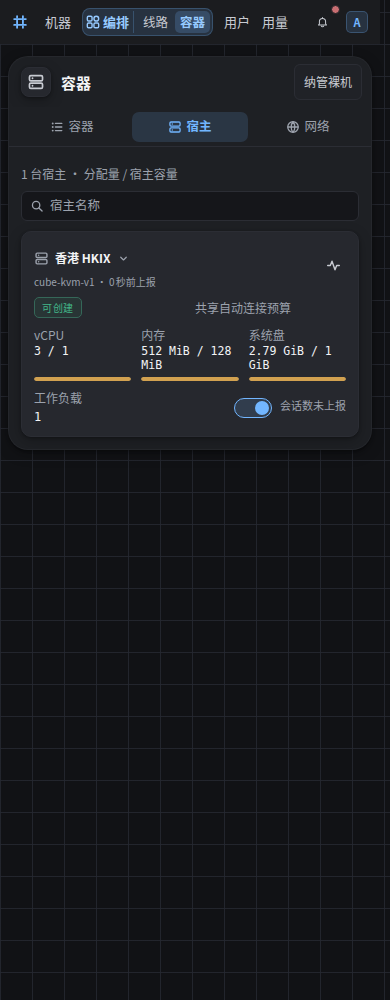 机器 编排 线路 容器 用户 用量 A
容器 纳管裸机
容器 宿主 网络
1 台宿主 · 分配量 / 宿主容量
宿主名称
香港 HKIX
cube-kvm-v1 · 0 秒前上报
可创建 共享自动连接预算
vCPU 内存 系统盘
3 / 1 512 MiB / 128 MiB 2.79 GiB / 1 GiB
工作负载
1 会话数未上报